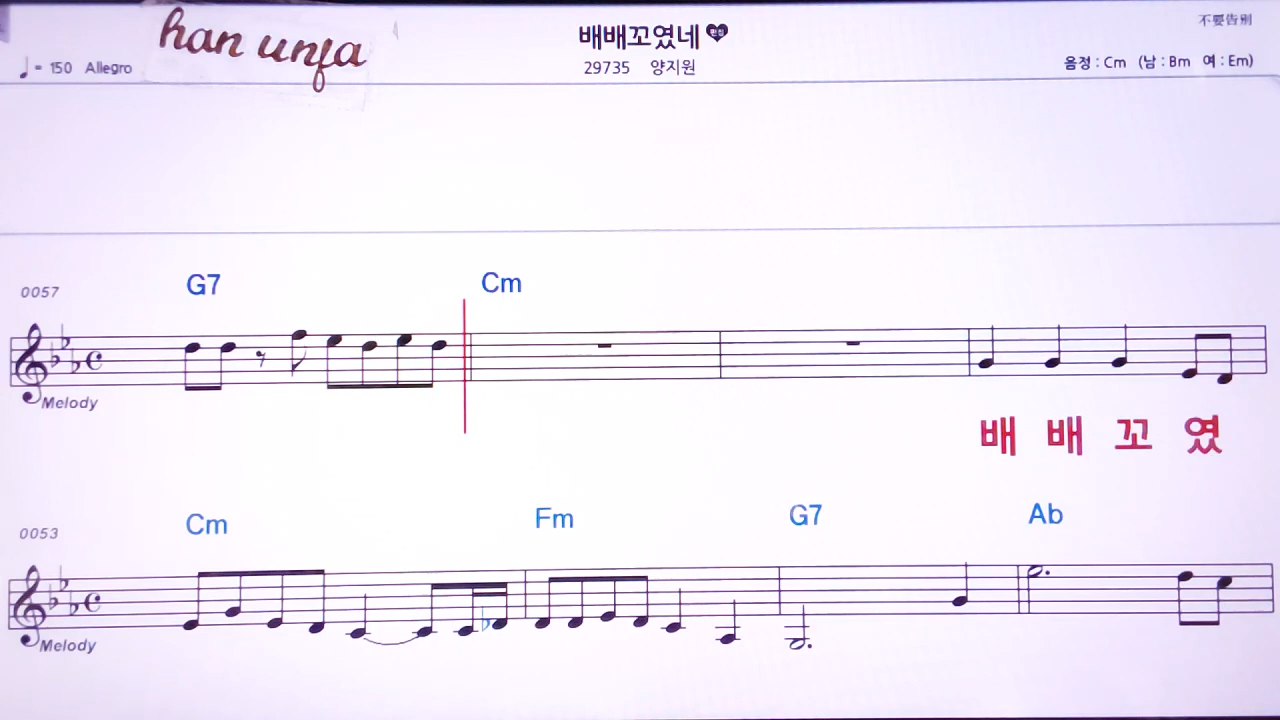 han unfa
배배꼬였네
不要告别
♩= 150 Allegro
29735 양지원
음정 : Cm (남 : Bm 여 : Em)
0057 G7 Cm
Melody
배 배 꼬 였
0053 Cm Fm G7 Ab
Melody